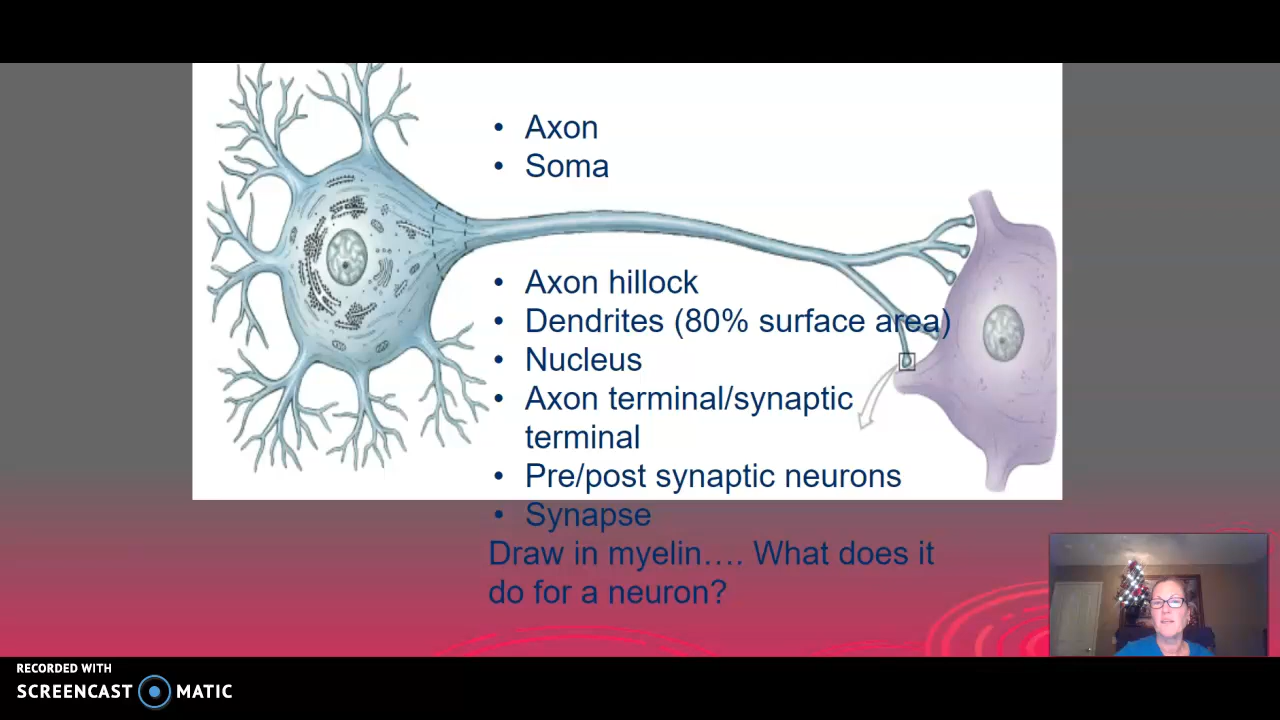 • Axon
• Soma
• Axon hillock
• Dendrites (80% surface area)
• Nucleus
• Axon terminal/synaptic
terminal
• Pre/post synaptic neurons
• Synapse
Draw in myelin…. What does it
do for a neuron?
RECORDED WITH
SCREENCAST MATIC